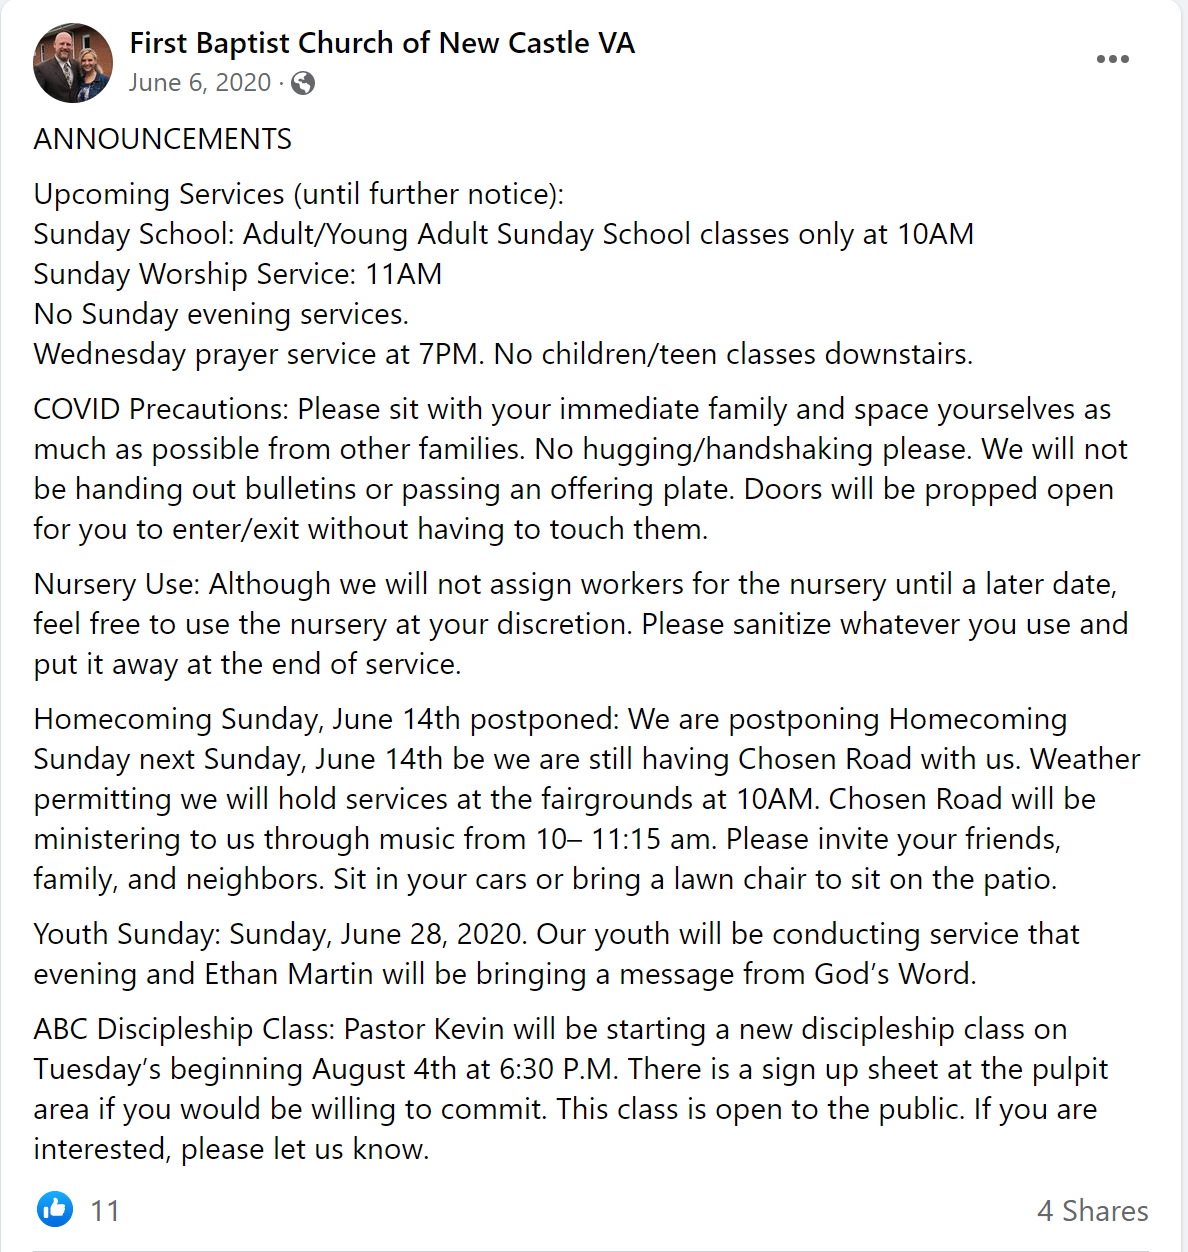 First Baptist Church of New Castle VA
June 6, 2020 ·
ANNOUNCEMENTS
Upcoming Services (until further notice):
Sunday School: Adult/Young Adult Sunday School classes only at 10AM
Sunday Worship Service: 11AM
No Sunday evening services.
Wednesday prayer service at 7PM. No children/teen classes downstairs.
COVID Precautions: Please sit with your immediate family and space yourselves as
much as possible from other families. No hugging/handshaking please. We will not
be handing out bulletins or passing an offering plate. Doors will be propped open
for you to enter/exit without having to touch them.
Nursery Use: Although we will not assign workers for the nursery until a later date,
feel free to use the nursery at your discretion. Please sanitize whatever you use and
put it away at the end of service.
Homecoming Sunday, June 14th postponed: We are postponing Homecoming
Sunday next Sunday, June 14th be we are still having Chosen Road with us. Weather
permitting we will hold services at the fairgrounds at 10AM. Chosen Road will be
ministering to us through music from 10– 11:15 am. Please invite your friends,
family, and neighbors. Sit in your cars or bring a lawn chair to sit on the patio.
Youth Sunday: Sunday, June 28, 2020. Our youth will be conducting service that
evening and Ethan Martin will be bringing a message from God’s Word.
ABC Discipleship Class: Pastor Kevin will be starting a new discipleship class on
Tuesday’s beginning August 4th at 6:30 P.M. There is a sign up sheet at the pulpit
area if you would be willing to commit. This class is open to the public. If you are
interested, please let us know.
11
4 Shares